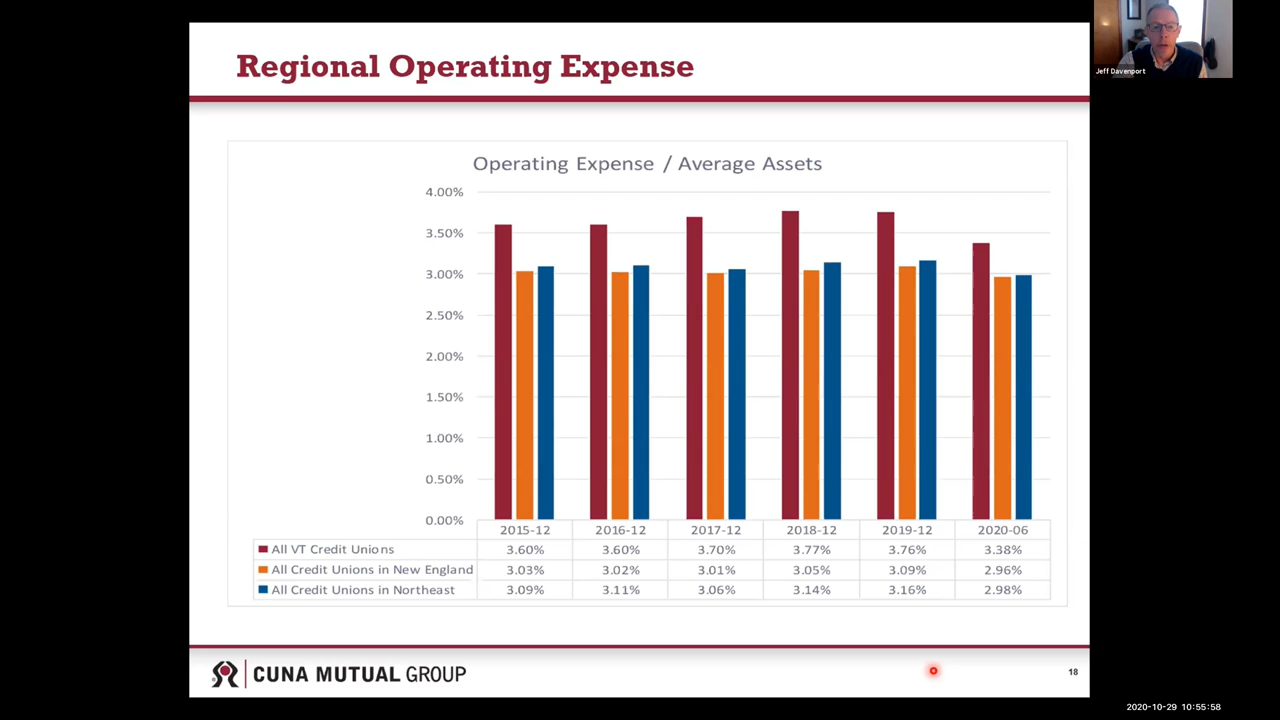 Regional Operating Expense
Jeff Davenport
Operating Expense / Average Assets
4.00%
3.50%
3.00%
2.50%
2.00%
1.50%
1.00%
0.50%
0.00%
2015-12 2016-12 2017-12 2018-12 2019-12 2020-06
All VT Credit Unions 3.60% 3.60% 3.70% 3.77% 3.76% 3.38%
All Credit Unions in New England 3.03% 3.02% 3.01% 3.05% 3.09% 2.96%
All Credit Unions in Northeast 3.09% 3.11% 3.06% 3.14% 3.16% 2.98%
CUNA MUTUAL GROUP
18
2020-10-29 10:55:58